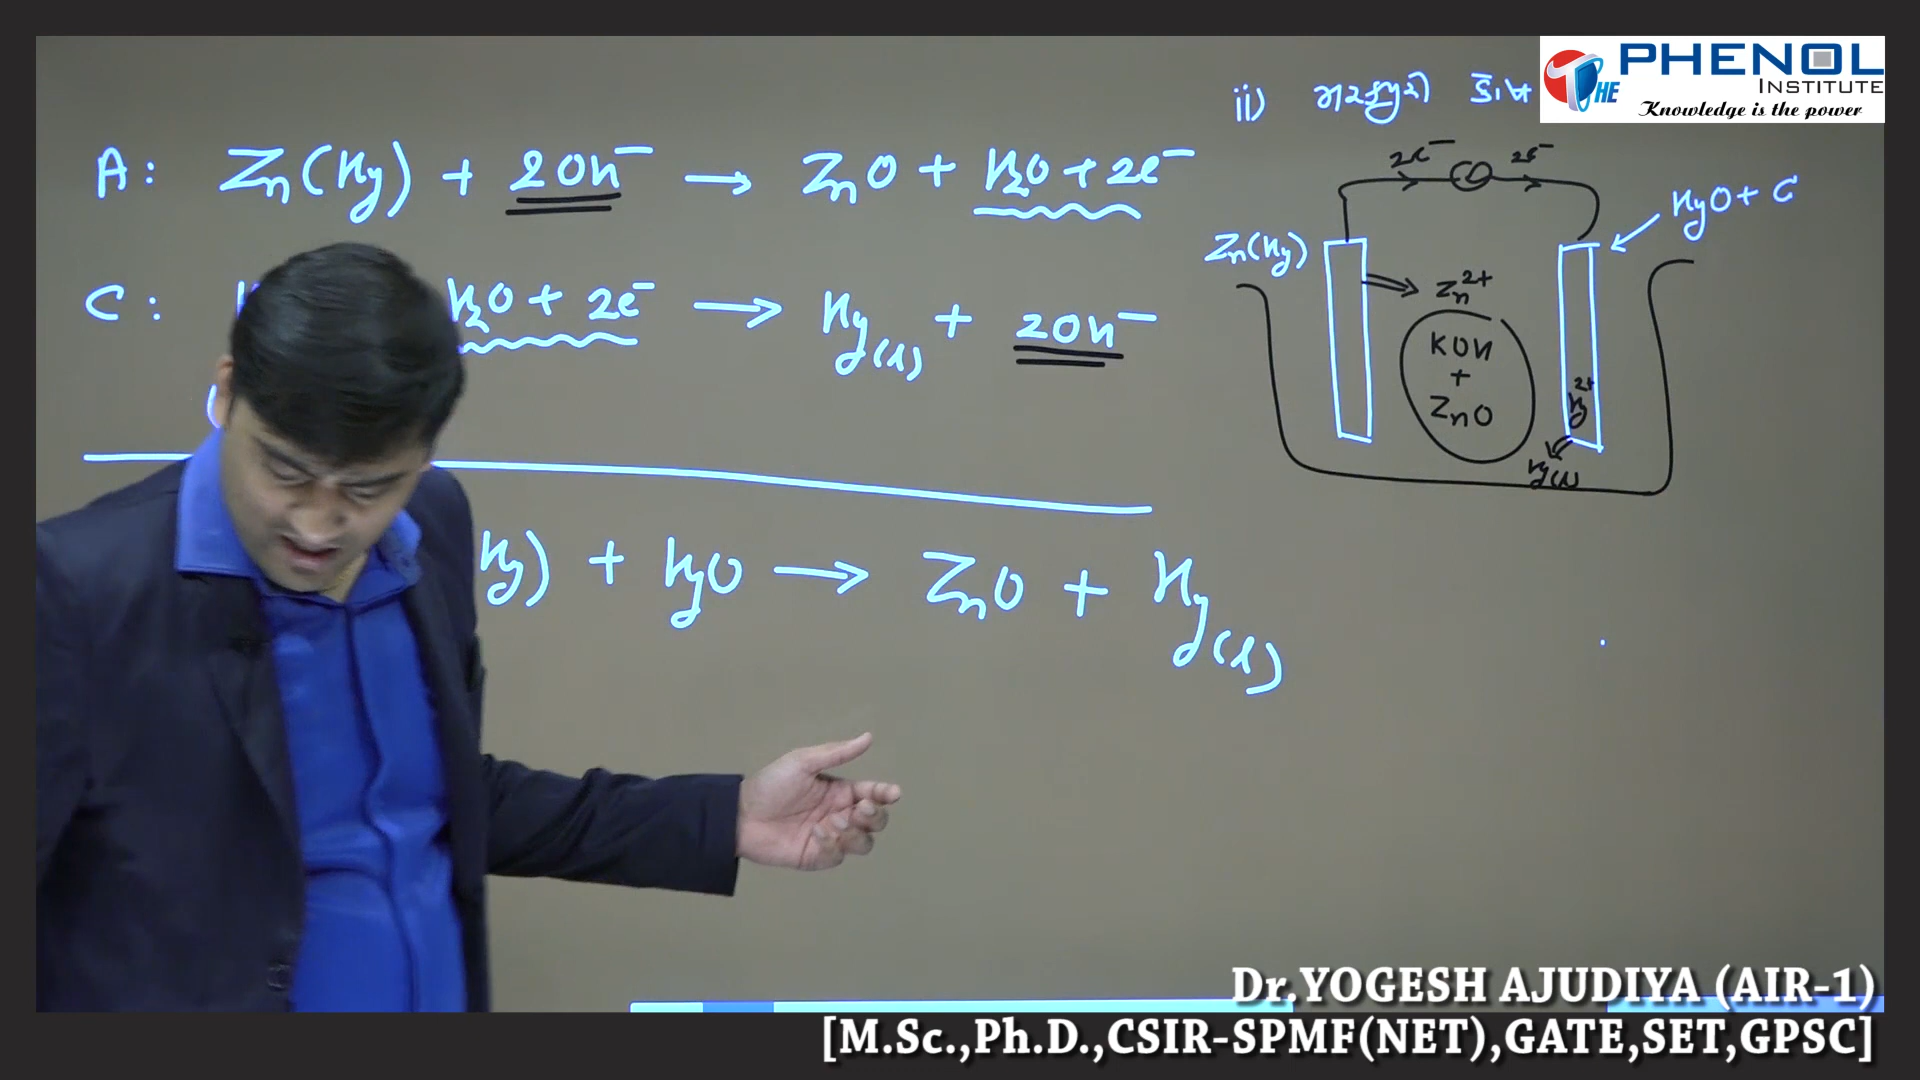 THE PHENOL
INSTITUTE
Knowledge is the power
ii) મરક્યુરી
A: Zn(Hg) + 2OH⁻ → ZnO + H₂O + 2e⁻
C: H₂O + 2e⁻ → Hg(l) + 2OH⁻
Hg) + HgO → ZnO + Hg(l)
2e⁻ 2e⁻
HgO + C
Zn(Hg)
Zn²⁺
KOH
+
ZnO
Hg²⁺
Hg(l)
Dr.YOGESH AJUDIYA (AIR-1)
[M.Sc.,Ph.D.,CSIR-SPMF(NET),GATE,SET,GPSC]